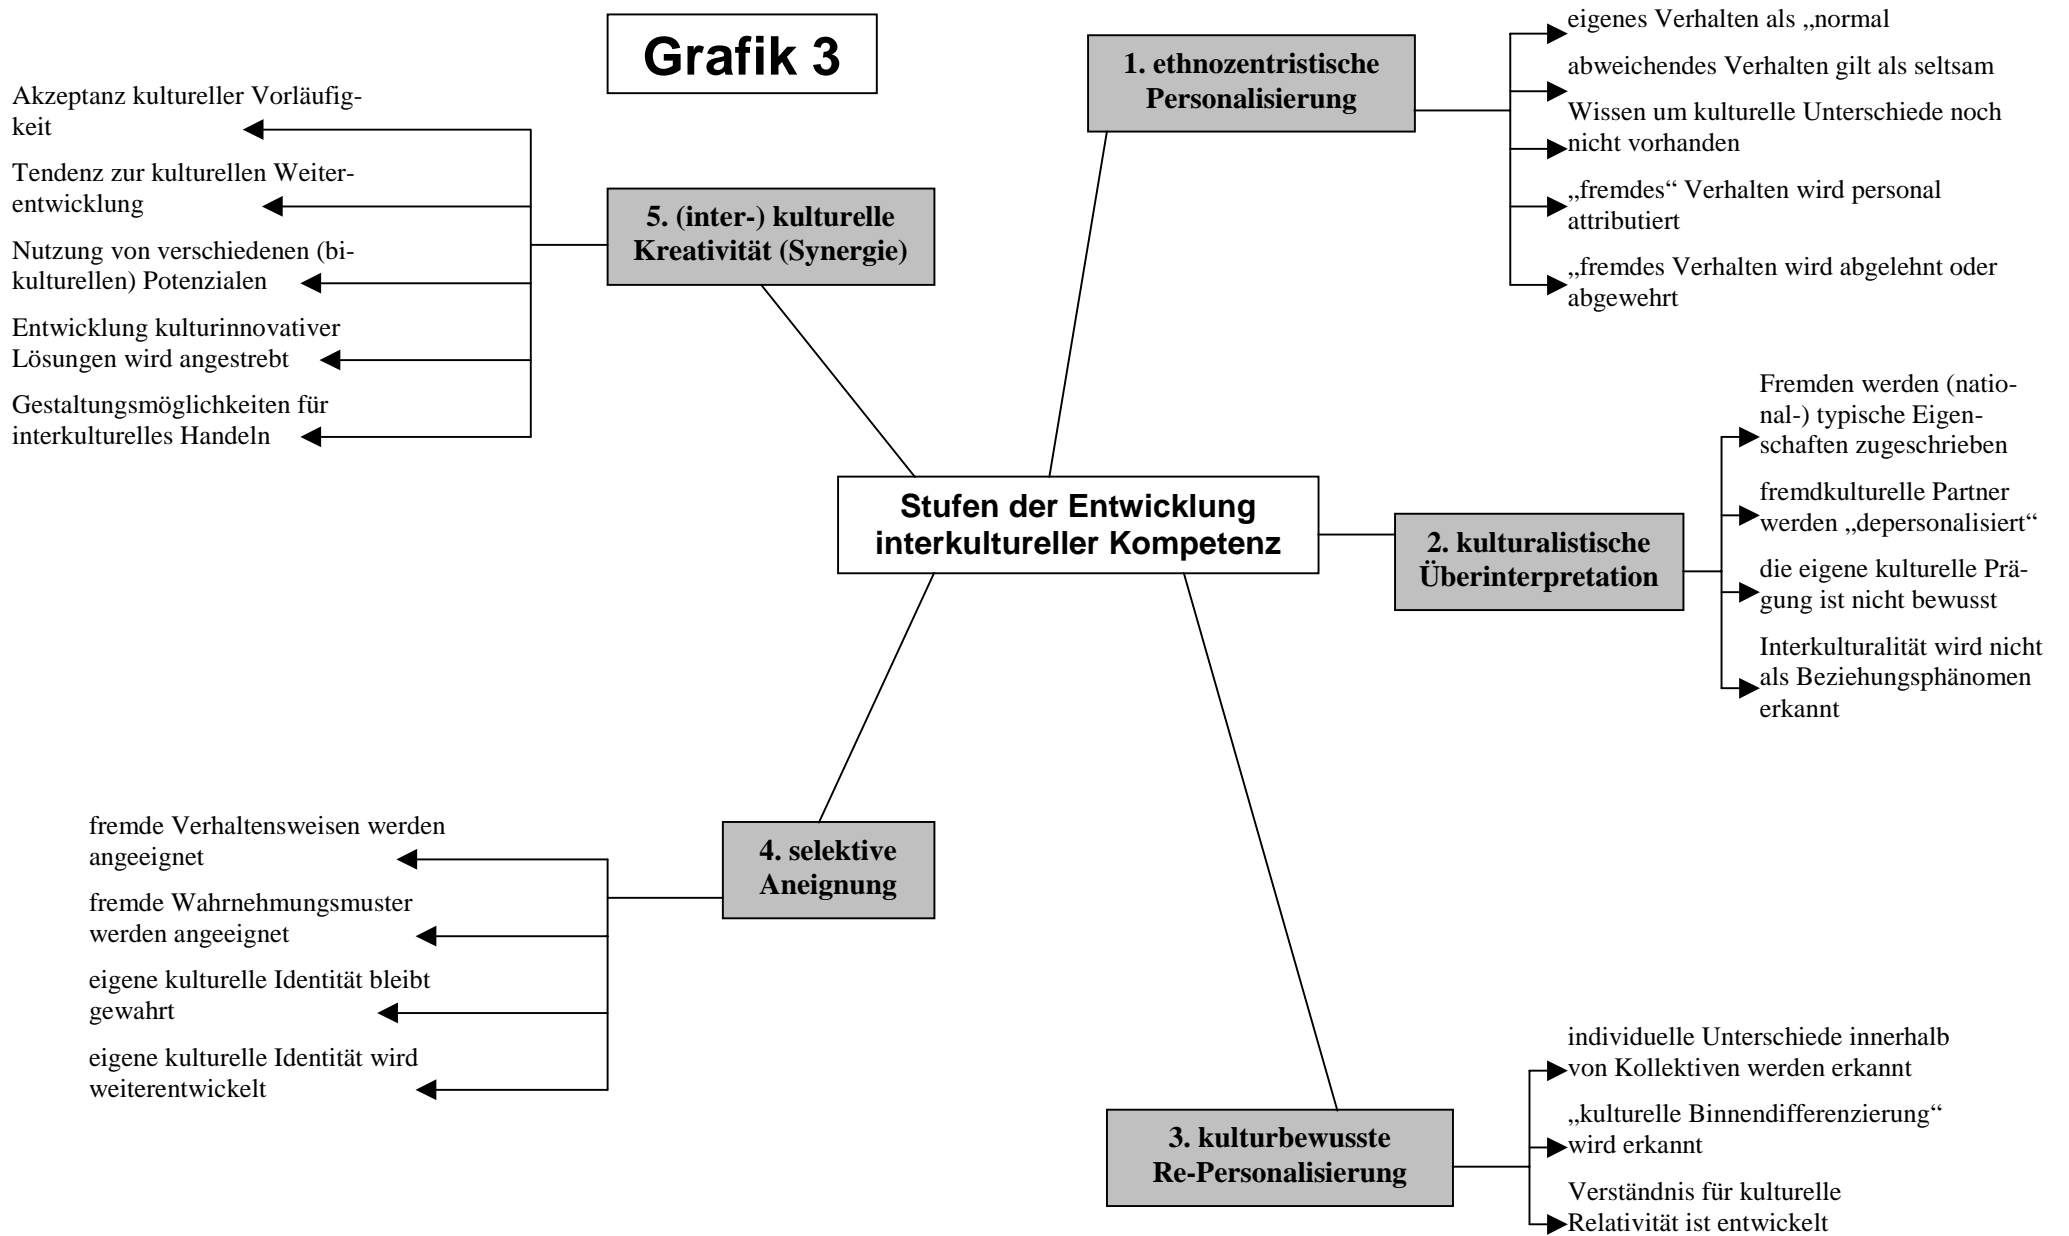 Grafik 3
Stufen der Entwicklung
interkultureller Kompetenz
1. ethnozentristische
Personalisierung
eigenes Verhalten als „normal
abweichendes Verhalten gilt als seltsam
Wissen um kulturelle Unterschiede noch
nicht vorhanden
„fremdes“ Verhalten wird personal
attributiert
„fremdes Verhalten wird abgelehnt oder
abgewehrt
2. kulturalistische
Überinterpretation
Fremden werden (natio-
nal-) typische Eigen-
schaften zugeschrieben
fremdkulturelle Partner
werden „depersonalisiert“
die eigene kulturelle Prä-
gung ist nicht bewusst
Interkulturalität wird nicht
als Beziehungsphänomen
erkannt
3. kulturbewusste
Re-Personalisierung
individuelle Unterschiede innerhalb
von Kollektiven werden erkannt
„kulturelle Binnendifferenzierung“
wird erkannt
Verständnis für kulturelle
Relativität ist entwickelt
4. selektive
Aneignung
fremde Verhaltensweisen werden
angeeignet
fremde Wahrnehmungsmuster
werden angeeignet
eigene kulturelle Identität bleibt
gewahrt
eigene kulturelle Identität wird
weiterentwickelt
5. (inter-) kulturelle
Kreativität (Synergie)
Akzeptanz kultureller Vorläufig-
keit
Tendenz zur kulturellen Weiter-
entwicklung
Nutzung von verschiedenen (bi-
kulturellen) Potenzialen
Entwicklung kulturinnovativer
Lösungen wird angestrebt
Gestaltungsmöglichkeiten für
interkulturelles Handeln